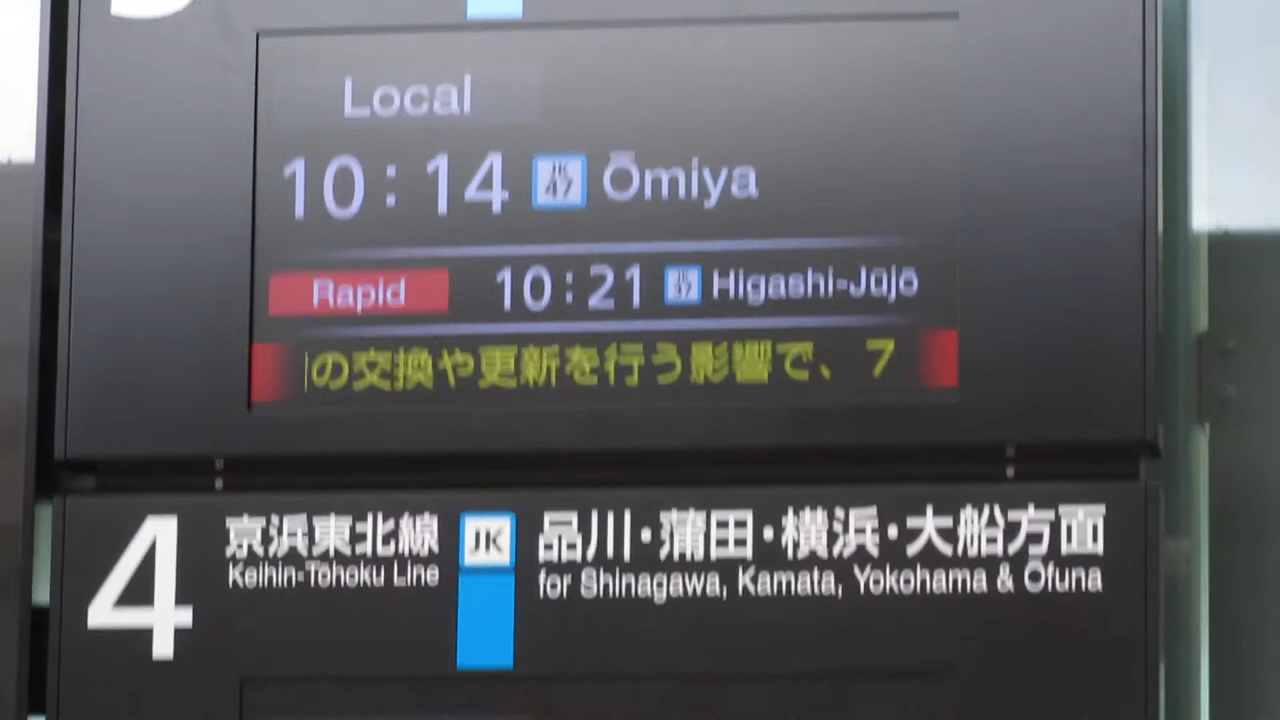 Local
10:14 JK 47 Ōmiya
Rapid 10:21 Higashi-Jūjō
の交換や更新を行う影響で、7
4 京浜東北線 JK 品川・蒲田・横浜・大船方面
Keihin-Tōhoku Line for Shinagawa, Kamata, Yokohama & Ōfuna